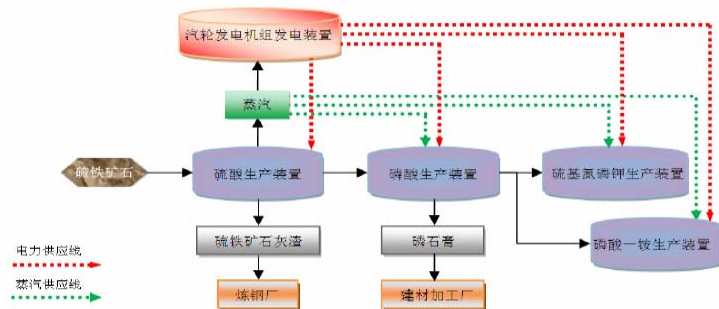 汽轮发电机组发电装置
蒸汽
硫铁矿石
硫酸生产装置
磷酸生产装置
硫基氮磷钾生产装置
硫铁矿石灰渣
磷石膏
磷酸一铵生产装置
电力供应线
蒸汽供应线
炼钢厂
建材加工厂